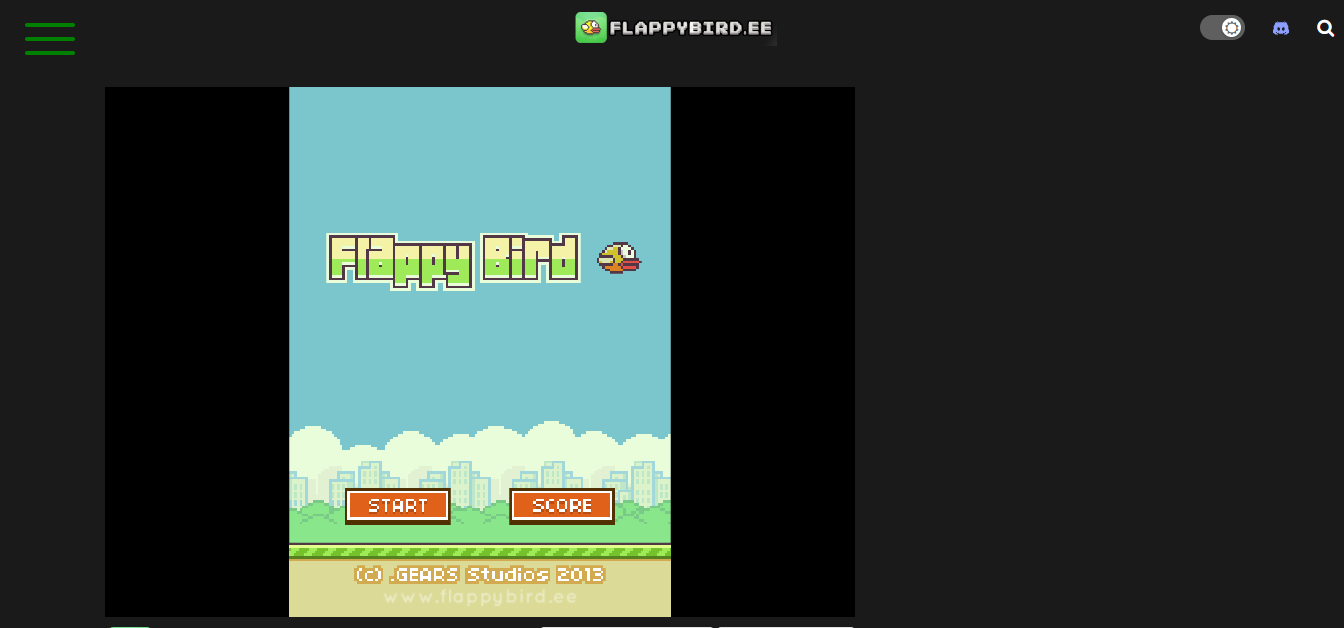 FLAPPYBIRD.EE
Flappy Bird
START
SCORE
(c) .GEARS Studios 2013
www.flappybird.ee